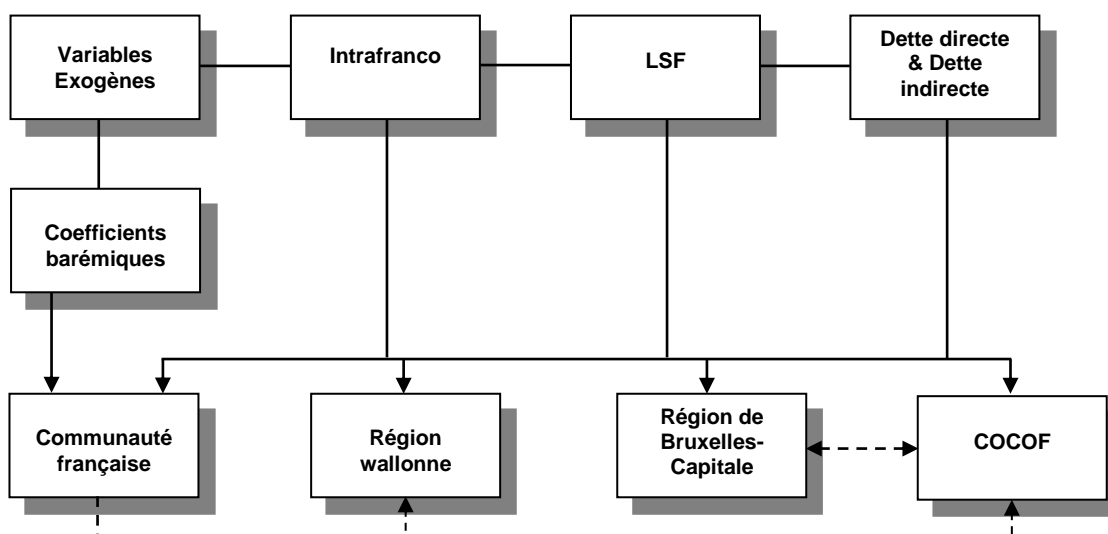 Variables
Exogènes
Intrafranco
LSF
Dette directe
& Dette
indirecte
Coefficients
barémiques
Communauté
française
Région
wallonne
Région de
Bruxelles-
Capitale
COCOF